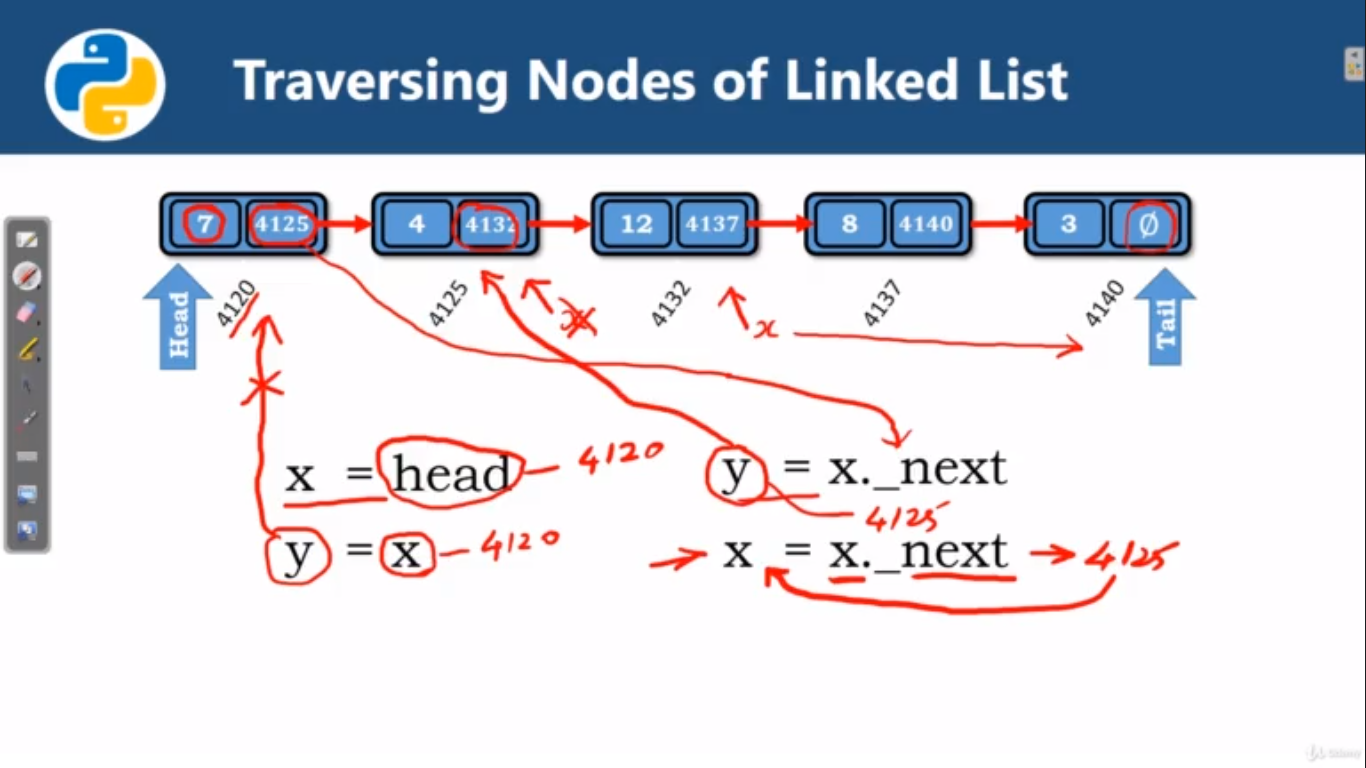 Traversing Nodes of Linked List
7 4125 4 4132 12 4137 8 4140 3 Ø
Head 4120 4125 4132 4137 4140 Tail
x
x = head - 4120
y = x._next
4125
y = x - 4120
x = x._next → 4125
Udemy